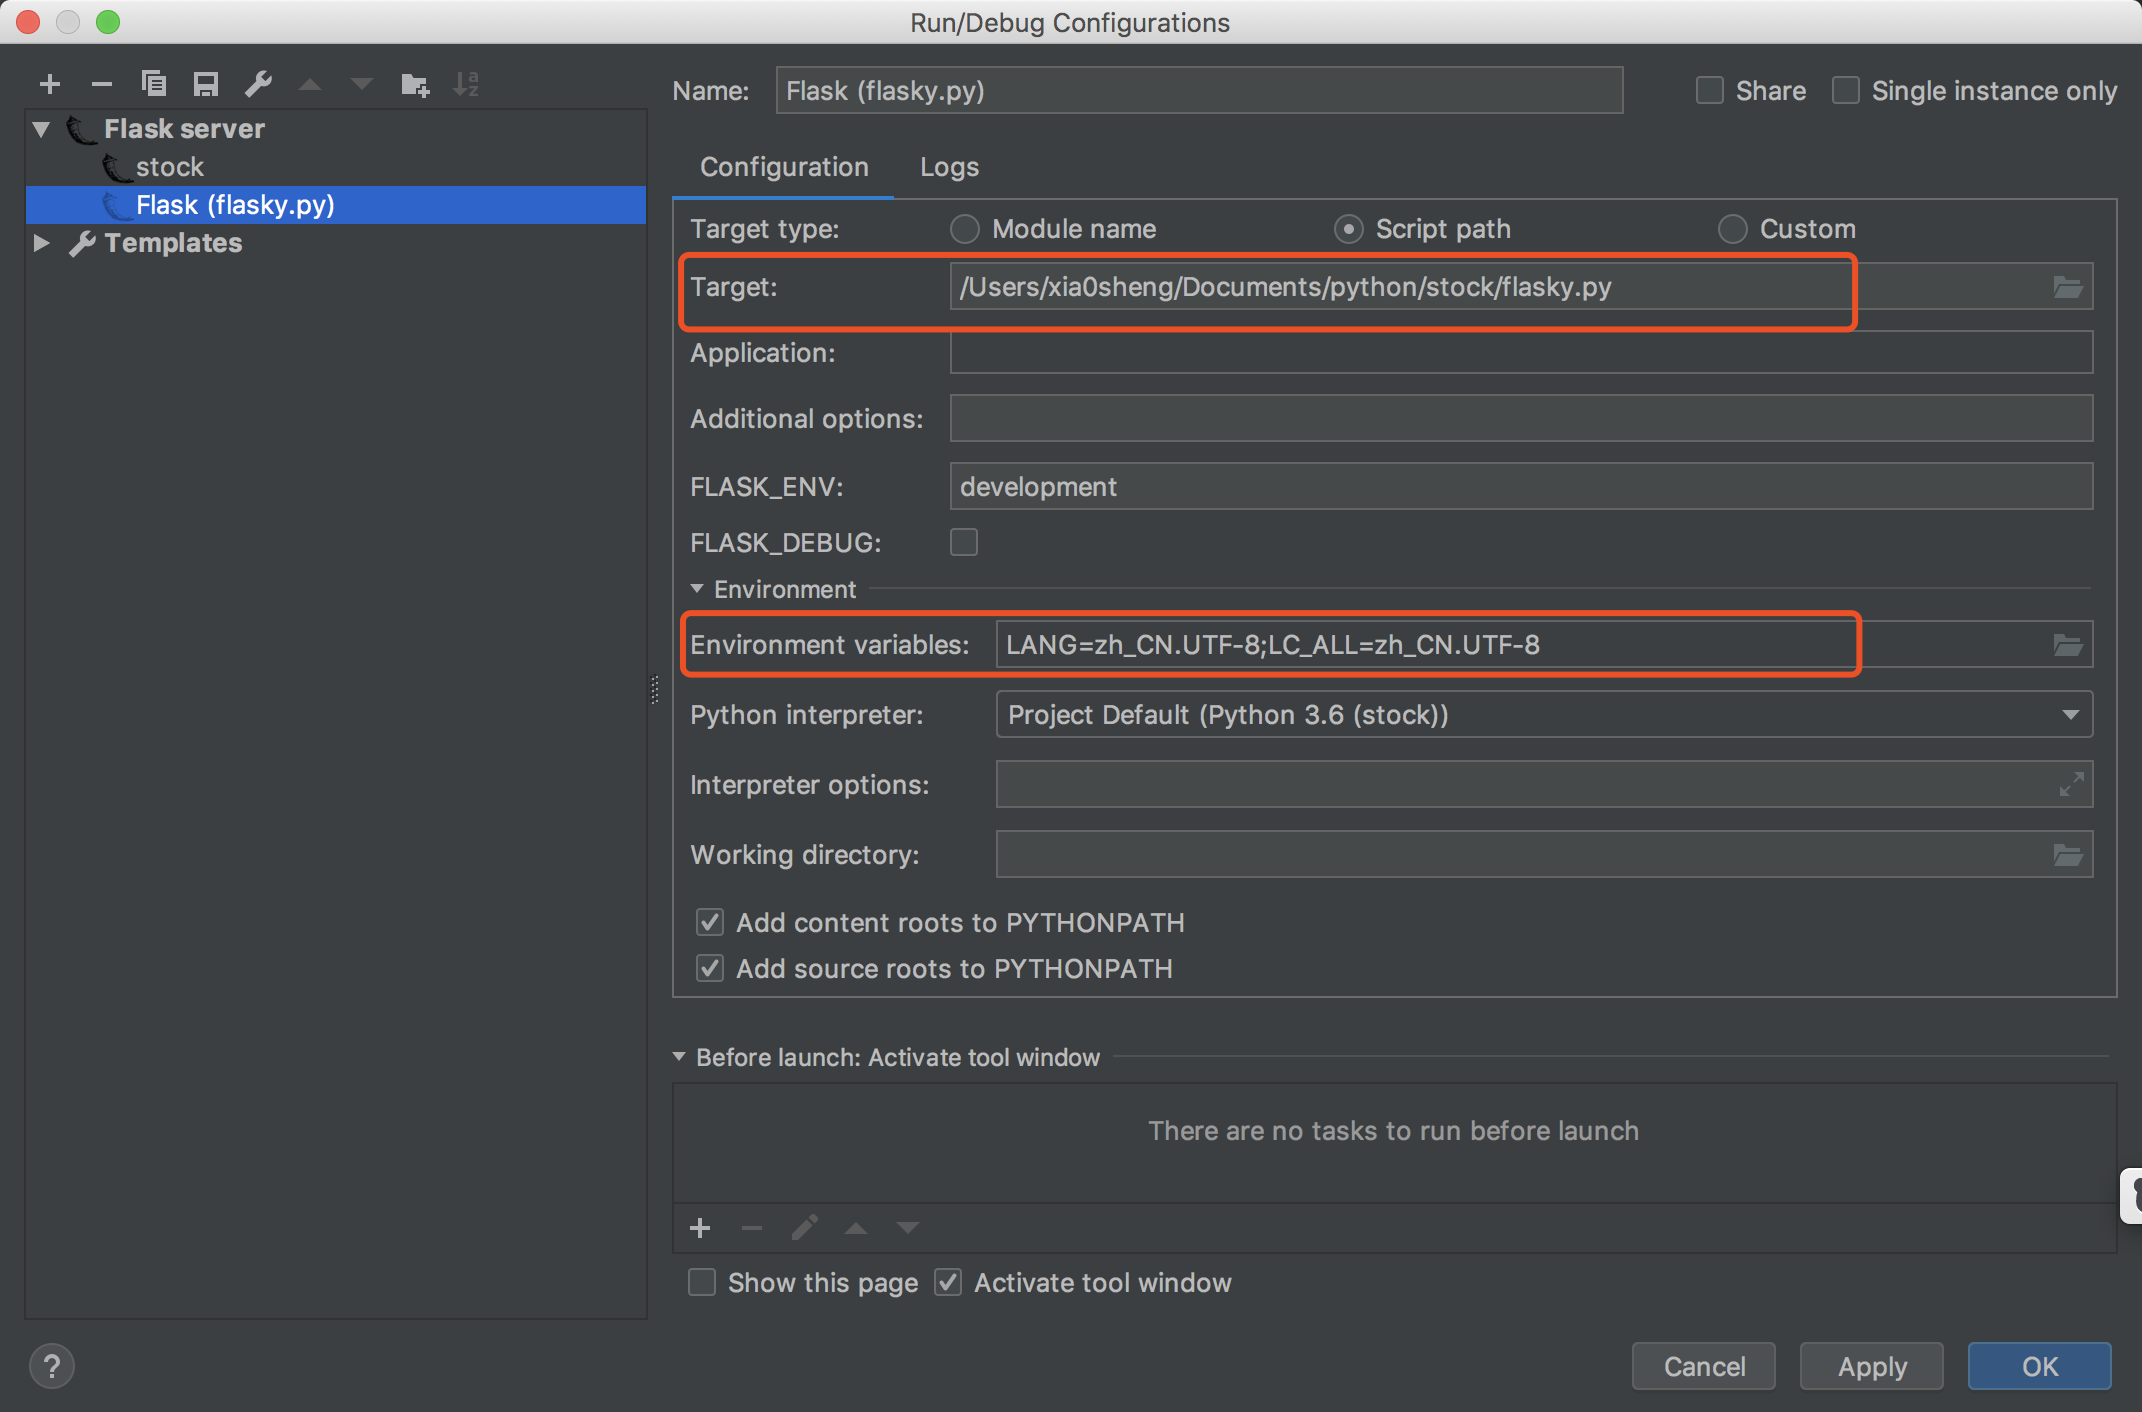 Run/Debug Configurations
Name: Flask (flasky.py) Share Single instance only
Flask server
stock
Flask (flasky.py)
Templates
Configuration Logs
Target type: Module name Script path Custom
Target: /Users/xia0sheng/Documents/python/stock/flasky.py
Application:
Additional options:
FLASK_ENV: development
FLASK_DEBUG:
Environment
Environment variables: LANG=zh_CN.UTF-8;LC_ALL=zh_CN.UTF-8
Python interpreter: Project Default (Python 3.6 (stock))
Interpreter options:
Working directory:
Add content roots to PYTHONPATH
Add source roots to PYTHONPATH
Before launch: Activate tool window
There are no tasks to run before launch
Show this page Activate tool window
? Cancel Apply OK